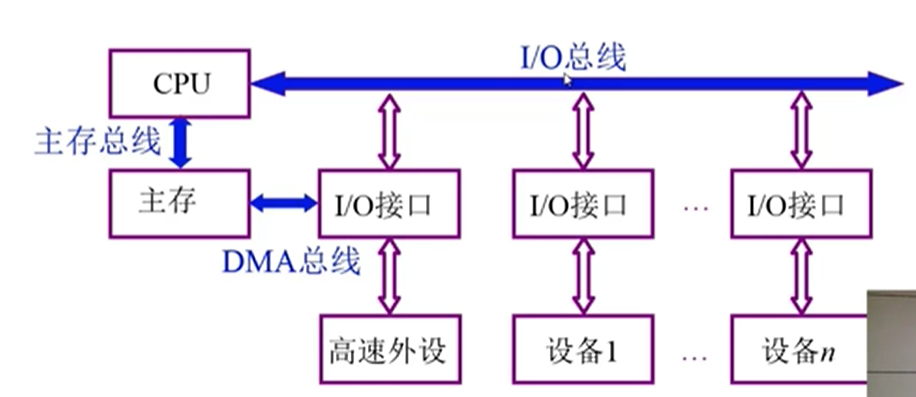 I/O总线
CPU
主存总线
主存
I/O接口
I/O接口
…
I/O接口
DMA总线
高速外设
设备1
…
设备n